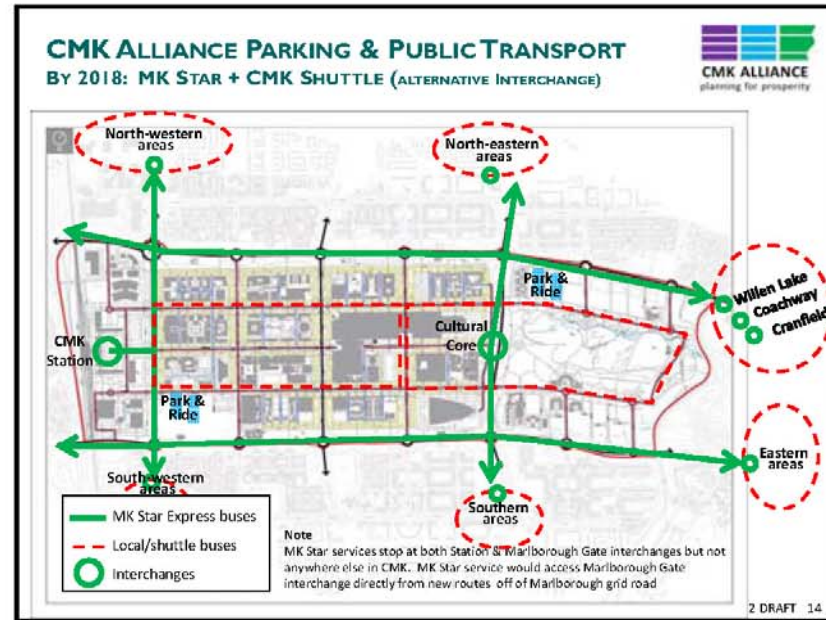 CMK ALLIANCE PARKING & PUBLIC TRANSPORT
BY 2018: MK STAR + CMK SHUTTLE (ALTERNATIVE INTERCHANGE)
CMK ALLIANCE
planning for prosperity
North-western
areas
North-eastern
areas
Park &
Ride
Willen Lake
Coachway
Cranfield
CMK
Station
Cultural
Core
Park &
Ride
South-western
areas
Southern
areas
Eastern
areas
MK Star Express buses
Local/shuttle buses
Interchanges
Note
MK Star services stop at both Station & Marlborough Gate interchanges but not
anywhere else in CMK. MK Star service would access Marlborough Gate
interchange directly from new routes off of Marlborough grid road
2 DRAFT 14